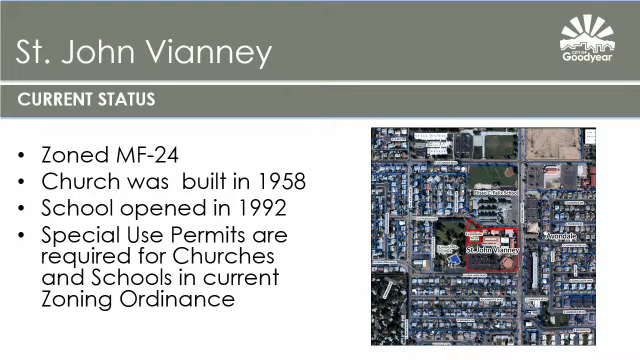 St. John Vianney
CITY OF
Goodyear
CURRENT STATUS
• Zoned MF-24
• Church was built in 1958
• School opened in 1992
• Special Use Permits are
required for Churches
and Schools in current
Zoning Ordinance
Avondale
St. John Vianney